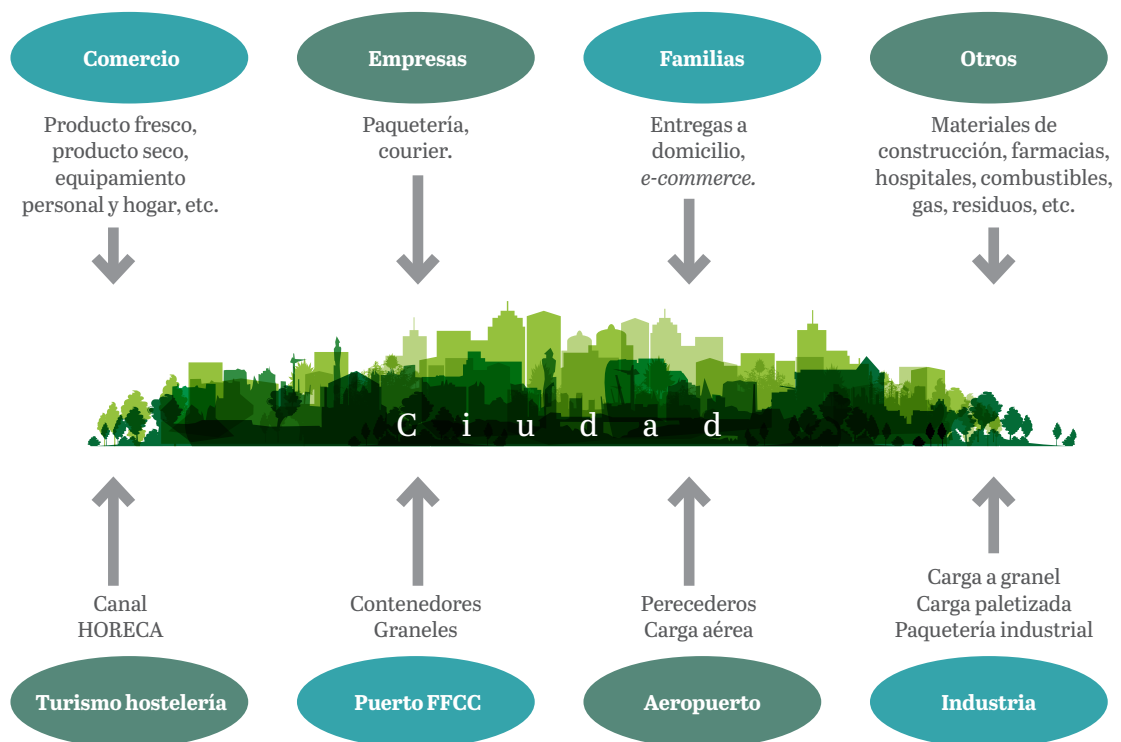 Comercio
Empresas
Familias
Otros
Producto fresco,
producto seco,
equipamiento
personal y hogar, etc.
Paquetería,
courier.
Entregas a
domicilio,
e-commerce.
Materiales de
construcción, farmacias,
hospitales, combustibles,
gas, residuos, etc.
Ciudad
Canal
HORECA
Contenedores
Graneles
Perecederos
Carga aérea
Carga a granel
Carga paletizada
Paquetería industrial
Turismo hostelería
Puerto FFCC
Aeropuerto
Industria